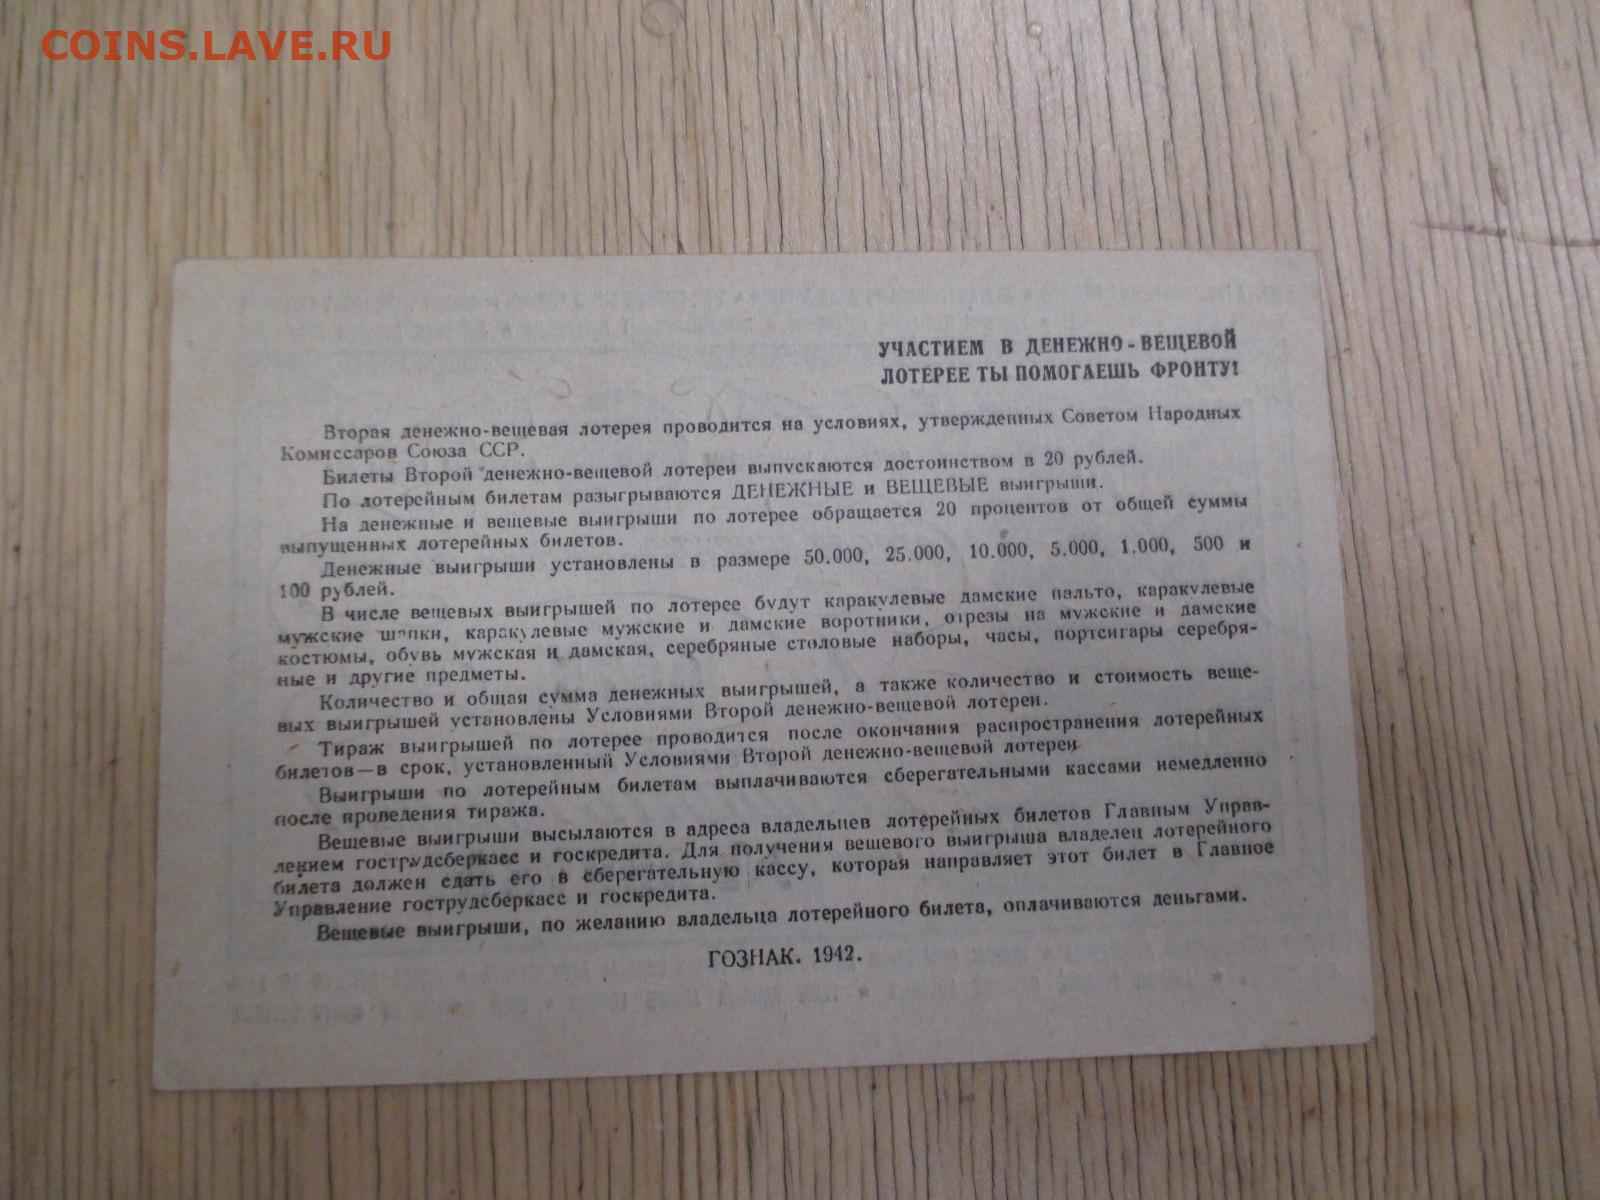 COINS.LAVE.RU
УЧАСТИЕМ В ДЕНЕЖНО-ВЕЩЕВОЙ
ЛОТЕРЕЕ ТЫ ПОМОГАЕШЬ ФРОНТУ!
Вторая денежно-вещевая лотерея проводится на условиях, утвержденных Советом Народных
Комиссаров Союза ССР.
Билеты Второй денежно-вещевой лотереи выпускаются достоинством в 20 рублей.
По лотерейным билетам разыгрываются ДЕНЕЖНЫЕ и ВЕЩЕВЫЕ выигрыши.
На денежные и вещевые выигрыши по лотерее обращается 20 процентов от общей суммы
выпущенных лотерейных билетов.
Денежные выигрыши установлены в размере 50.000, 25.000, 10.000, 5.000, 1.000, 500 и
100 рублей.
В числе вещевых выигрышей по лотерее будут каракулевые дамские пальто, каракулевые
мужские шапки, каракулевые мужские и дамские воротники, отрезы на мужские и дамские
костюмы, обувь мужская и дамская, серебряные столовые наборы, часы, портсигары серебря-
ные и другие предметы.
Количество и общая сумма денежных выигрышей, а также количество и стоимость веще-
вых выигрышей установлены Условиями Второй денежно-вещевой лотереи.
Тираж выигрышей по лотерее проводится после окончания распространения лотерейных
билетов—в срок, установленный Условиями Второй денежно-вещевой лотереи
Выигрыши по лотерейным билетам выплачиваются сберегательными кассами немедленно
после проведения тиража.
Вещевые выигрыши высылаются в адреса владельцев лотерейных билетов Главным Управ-
лением гострудсберкасс и госкредита. Для получения вещевого выигрыша владелец лотерейного
билета должен сдать его в сберегательную кассу, которая направляет этот билет в Главное
Управление гострудсберкасс и госкредита.
Вещевые выигрыши, по желанию владельца лотерейного билета, оплачиваются деньгами.
ГОЗНАК. 1942.